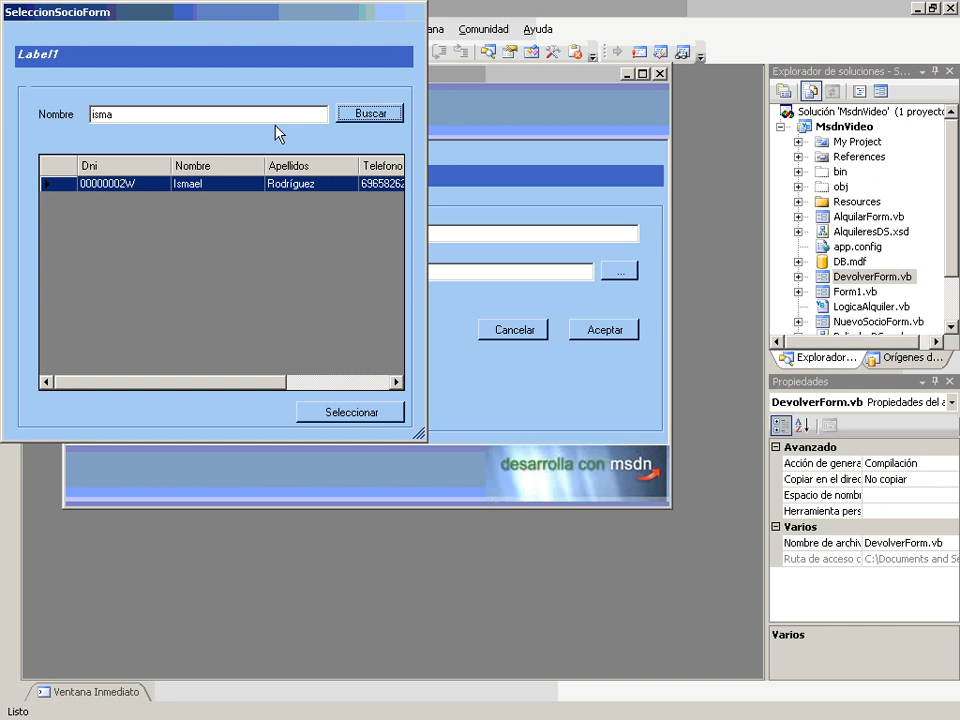 SeleccionSocioForm
ana Comunidad Ayuda
Label1
Nombre isma Buscar
Dni Nombre Apellidos Telefono
00000002W Ismael Rodríguez 69658262
Seleccionar
...
Cancelar Aceptar
desarrolla con msdn
Explorador de soluciones - S...
Solución 'MsdnVideo' (1 proyecto
MsdnVideo
My Project
References
bin
obj
Resources
AlquilarForm.vb
AlquileresDS.xsd
app.config
DB.mdf
DevolverForm.vb
Form1.vb
LogicaAlquiler.vb
NuevoSocioForm.vb
Explorador... Orígenes d...
Propiedades
DevolverForm.vb Propiedades del a
Avanzado
Acción de genera Compilación
Copiar en el direc No copiar
Espacio de nomb
Herramienta pers
Varios
Nombre de archiv DevolverForm.vb
Ruta de acceso c C:\Documents and Se
Varios
Ventana Inmediato
Listo